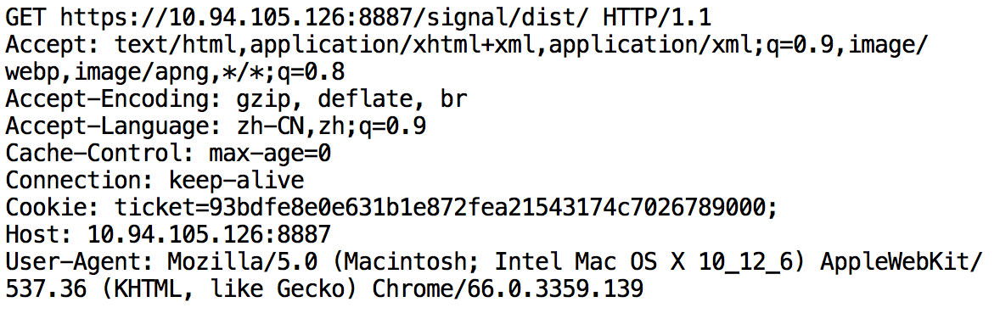 GET https://10.94.105.126:8887/signal/dist/ HTTP/1.1
Accept: text/html,application/xhtml+xml,application/xml;q=0.9,image/
webp,image/apng,*/*;q=0.8
Accept-Encoding: gzip, deflate, br
Accept-Language: zh-CN,zh;q=0.9
Cache-Control: max-age=0
Connection: keep-alive
Cookie: ticket=93bdfe8e0e631b1e872fea21543174c7026789000;
Host: 10.94.105.126:8887
User-Agent: Mozilla/5.0 (Macintosh; Intel Mac OS X 10_12_6) AppleWebKit/
537.36 (KHTML, like Gecko) Chrome/66.0.3359.139